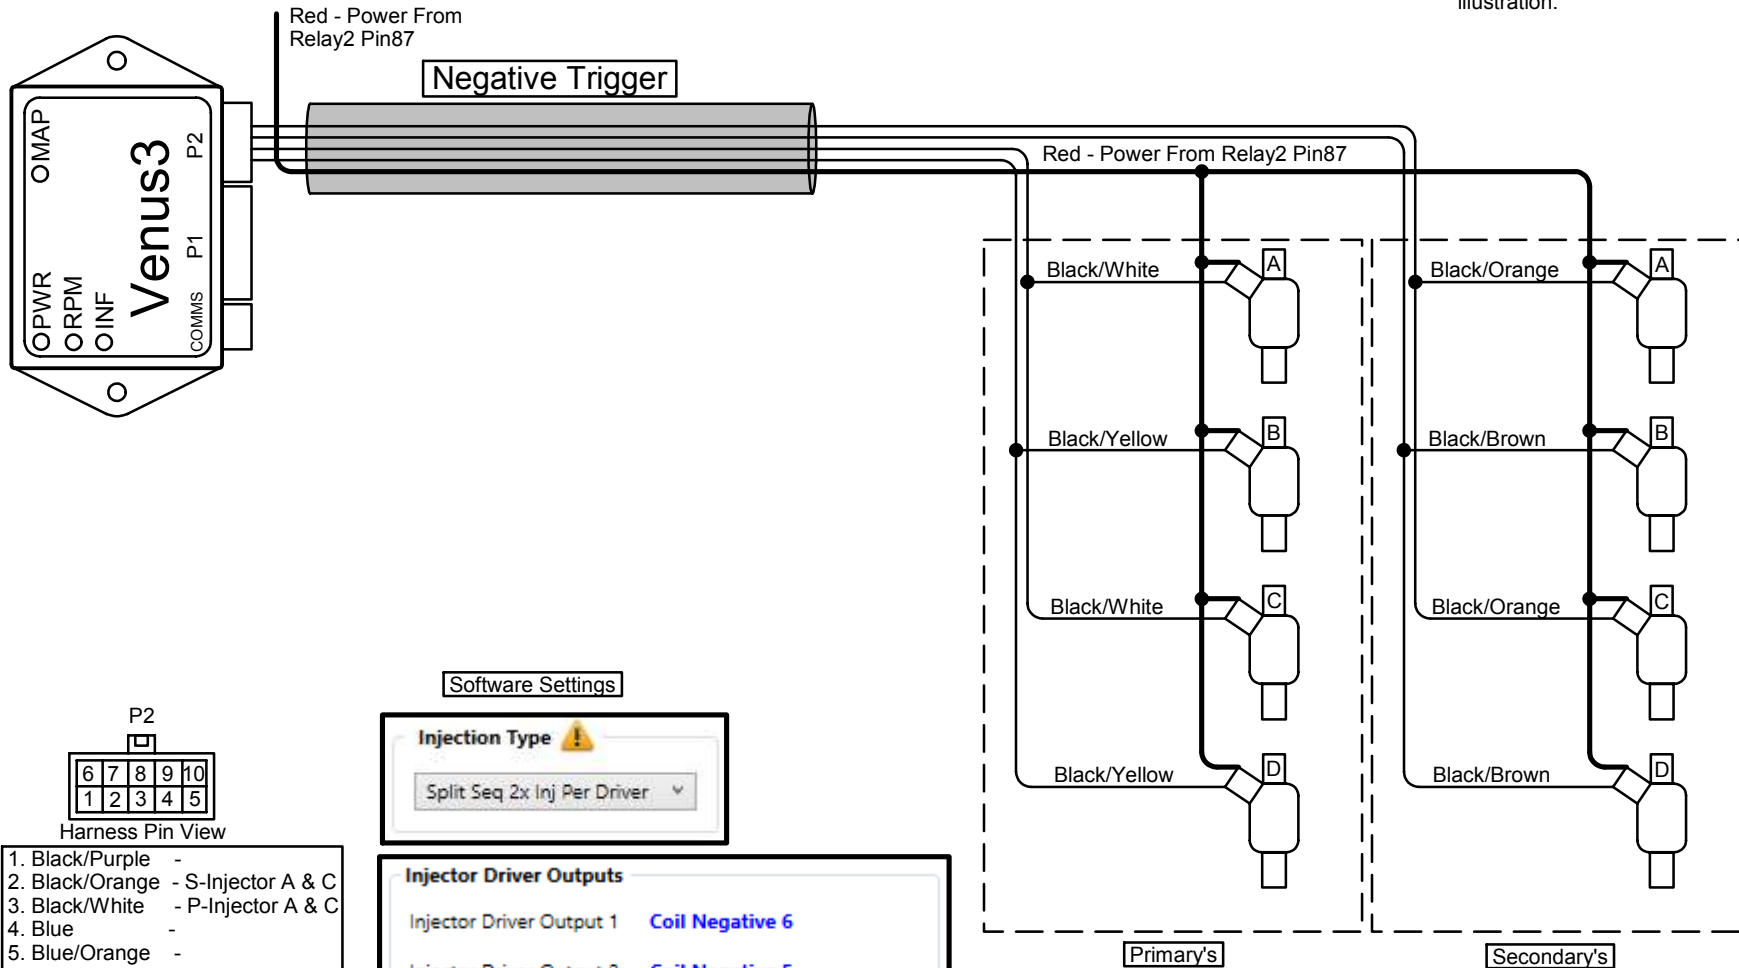 illustration.
Red - Power From
Relay2 Pin87
Negative Trigger
MAP
PWR
RPM
INF
Venus3
P2
P1
COMMS
Red - Power From Relay2 Pin87
Black/White
A
Black/Orange
A
Black/Yellow
B
Black/Brown
B
Black/White
C
Black/Orange
C
Black/Yellow
D
Black/Brown
D
Primary's
Secondary's
P2
6 7 8 9 10
1 2 3 4 5
Harness Pin View
1. Black/Purple -
2. Black/Orange - S-Injector A & C
3. Black/White - P-Injector A & C
4. Blue -
5. Blue/Orange -
Software Settings
Injection Type
Split Seq 2x Inj Per Driver
Injector Driver Outputs
Injector Driver Output 1 Coil Negative 6